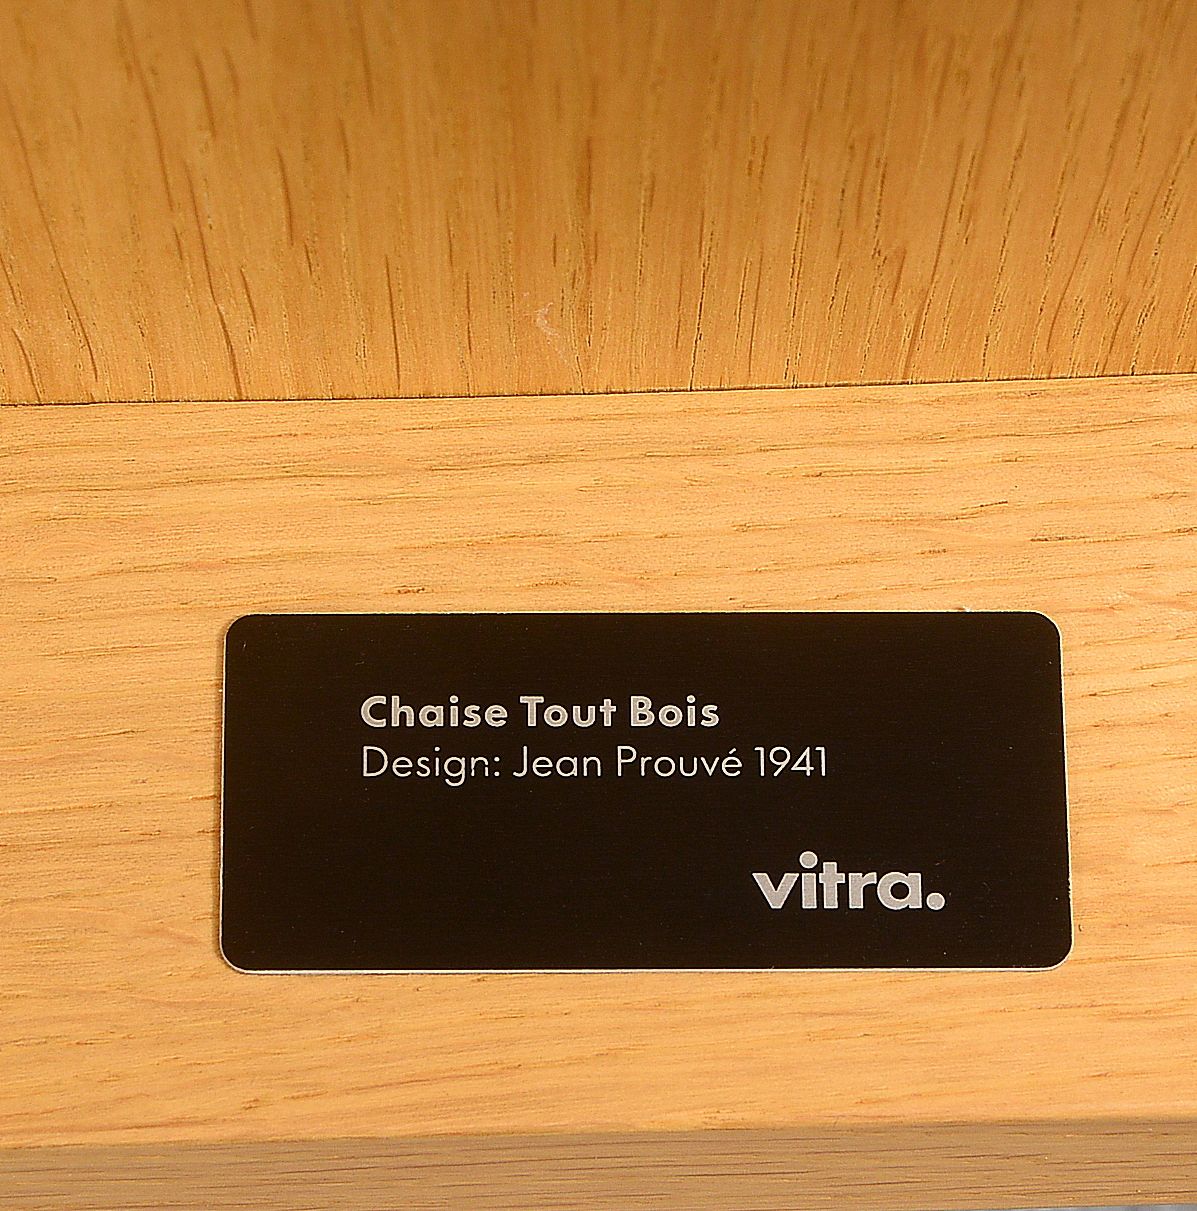 Chaise Tout Bois
Design: Jean Prouvé 1941
vitra.